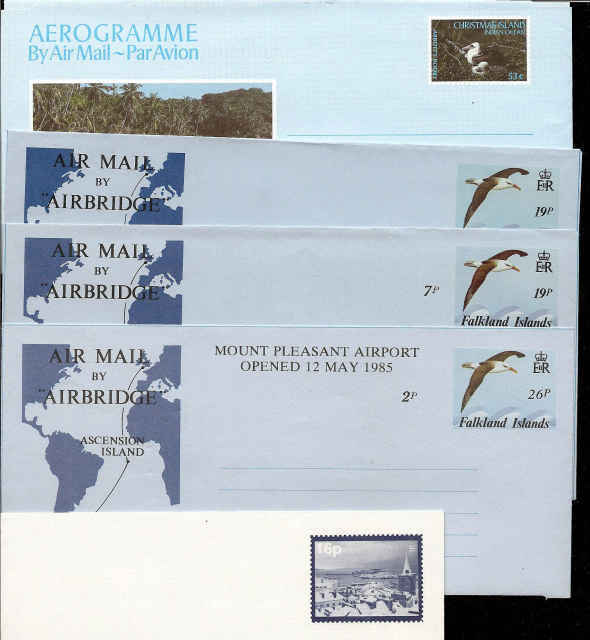 AEROGRAMME
By Air Mail~Par Avion
CHRISTMAS ISLAND
INDIAN OCEAN
53c
AIR MAIL
BY
"AIRBRIDGE"
E R
19P
AIR MAIL
BY
"AIRBRIDGE"
7P
E R
19P
Falkland Islands
AIR MAIL
BY
"AIRBRIDGE"
ASCENSION
ISLAND
MOUNT PLEASANT AIRPORT
OPENED 12 MAY 1985
2P
E R
26P
Falkland Islands
16p